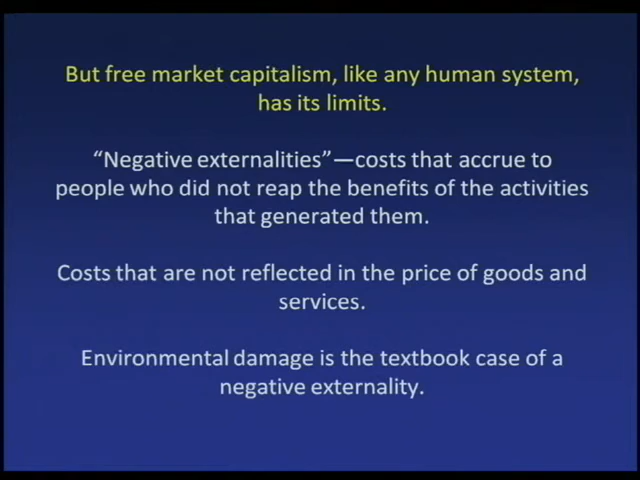 But free market capitalism, like any human system,
has its limits.
“Negative externalities”—costs that accrue to
people who did not reap the benefits of the activities
that generated them.
Costs that are not reflected in the price of goods and
services.
Environmental damage is the textbook case of a
negative externality.